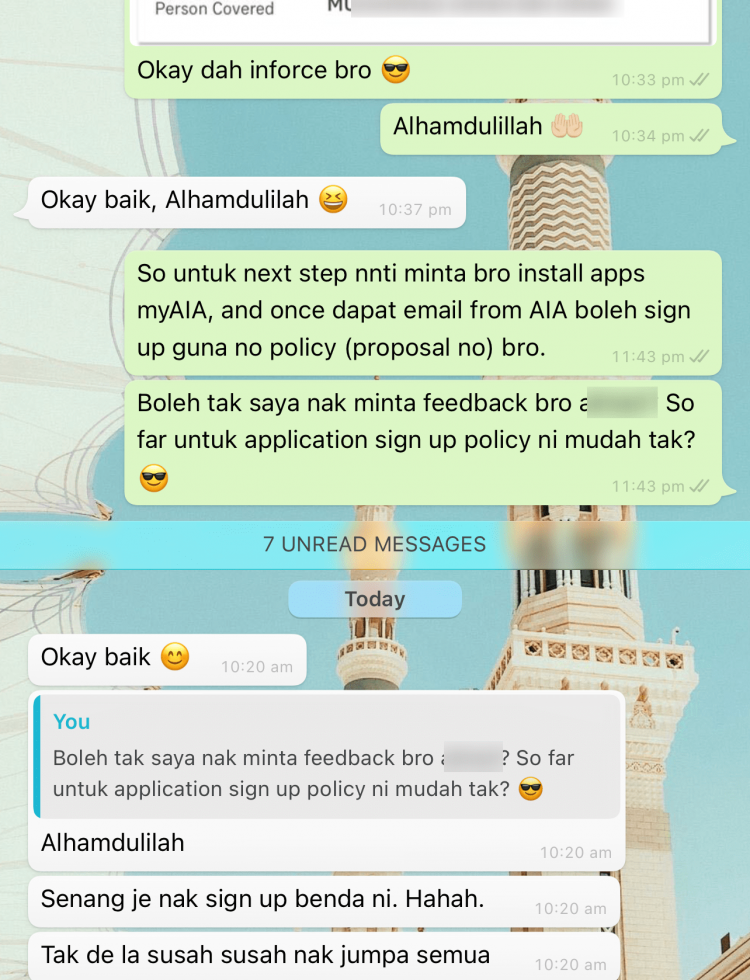 Person Covered
Okay dah inforce bro 😎
10:33 pm
Alhamdulillah 🤲🏻
10:34 pm
Okay baik, Alhamdulilah 😆
10:37 pm
So untuk next step nnti minta bro install apps
myAIA, and once dapat email from AIA boleh sign
up guna no policy (proposal no) bro.
11:43 pm
Boleh tak saya nak minta feedback bro So
far untuk application sign up policy ni mudah tak?
😎
11:43 pm
7 UNREAD MESSAGES
Today
Okay baik 😊
10:20 am
You
Boleh tak saya nak minta feedback bro ? So far
untuk application sign up policy ni mudah tak? 😎
Alhamdulilah
10:20 am
Senang je nak sign up benda ni. Hahah.
10:20 am
Tak de la susah susah nak jumpa semua
10:20 am